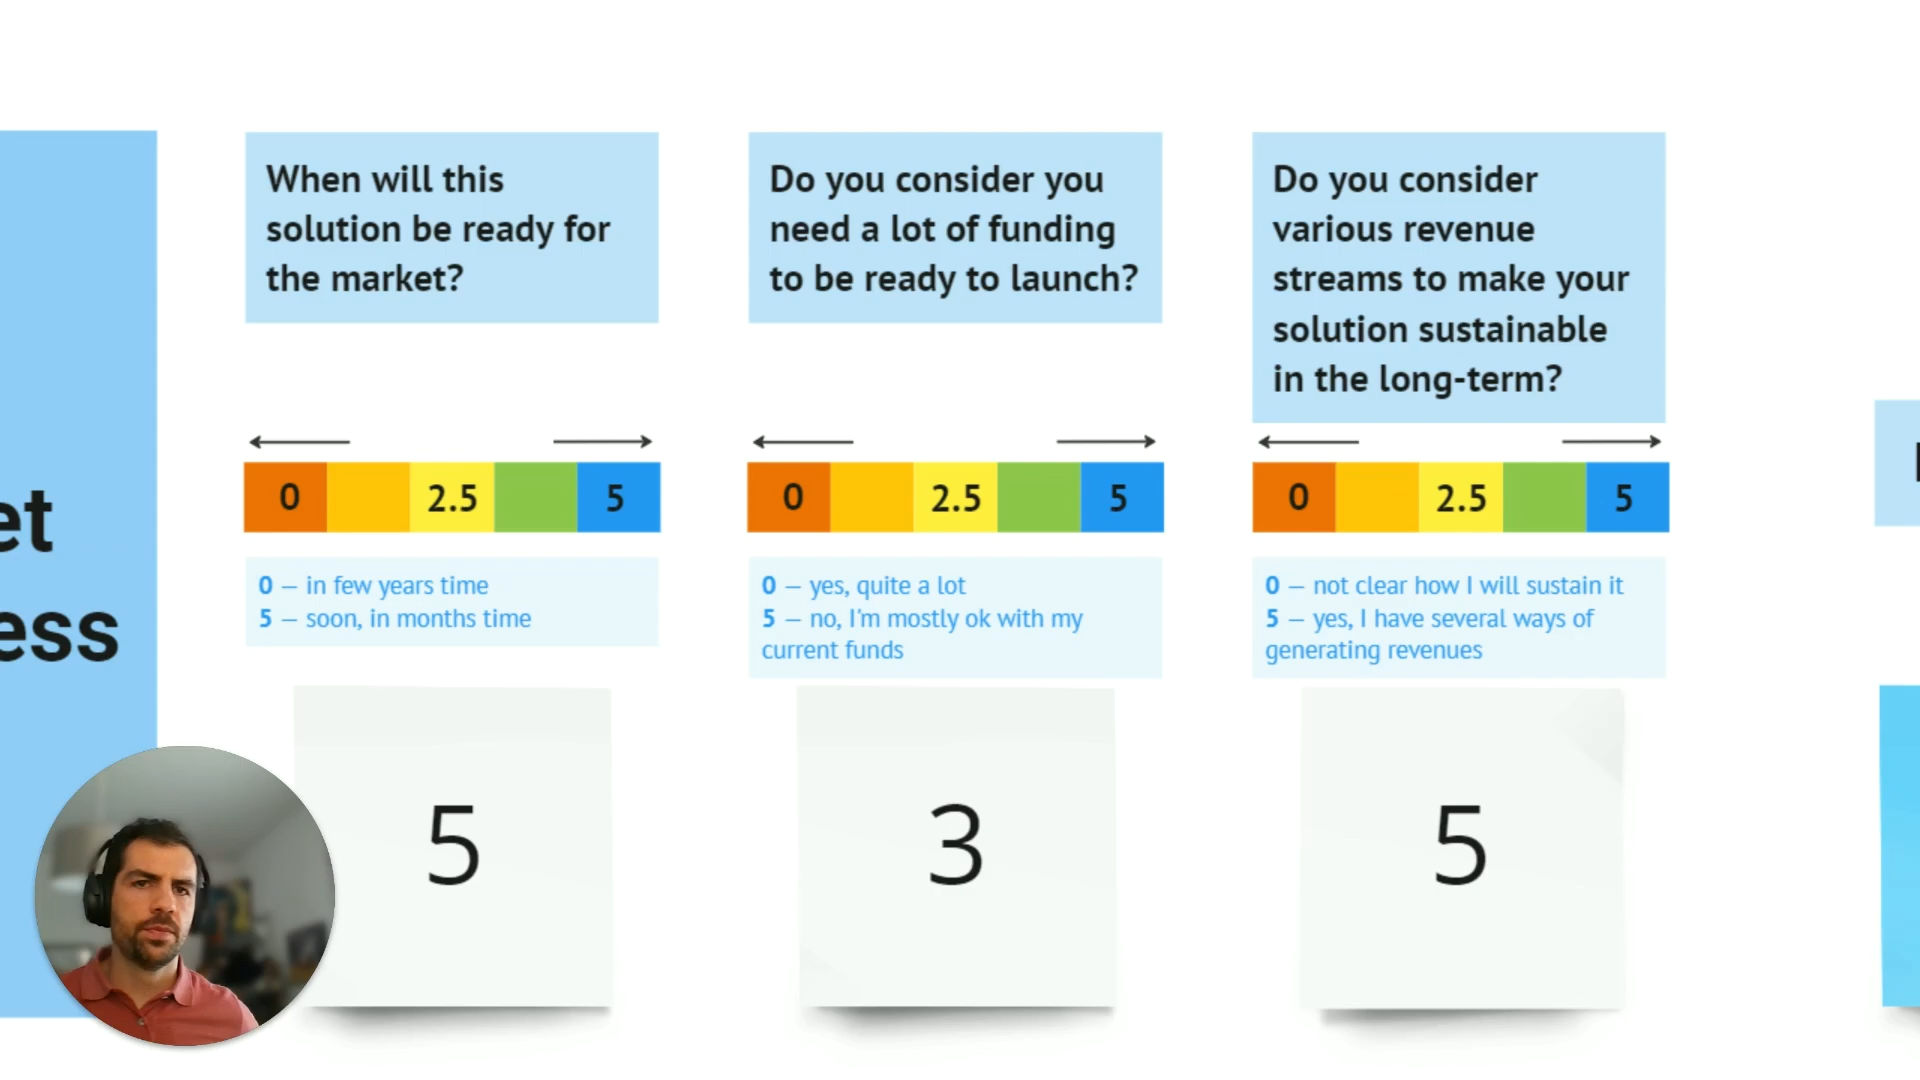 et
ess
When will this
solution be ready for
the market?
0
2.5
5
0 – in few years time
5 – soon, in months time
5
Do you consider you
need a lot of funding
to be ready to launch?
0
2.5
5
0 – yes, quite a lot
5 – no, I'm mostly ok with my
current funds
3
Do you consider
various revenue
streams to make your
solution sustainable
in the long-term?
0
2.5
5
0 – not clear how I will sustain it
5 – yes, I have several ways of
generating revenues
5